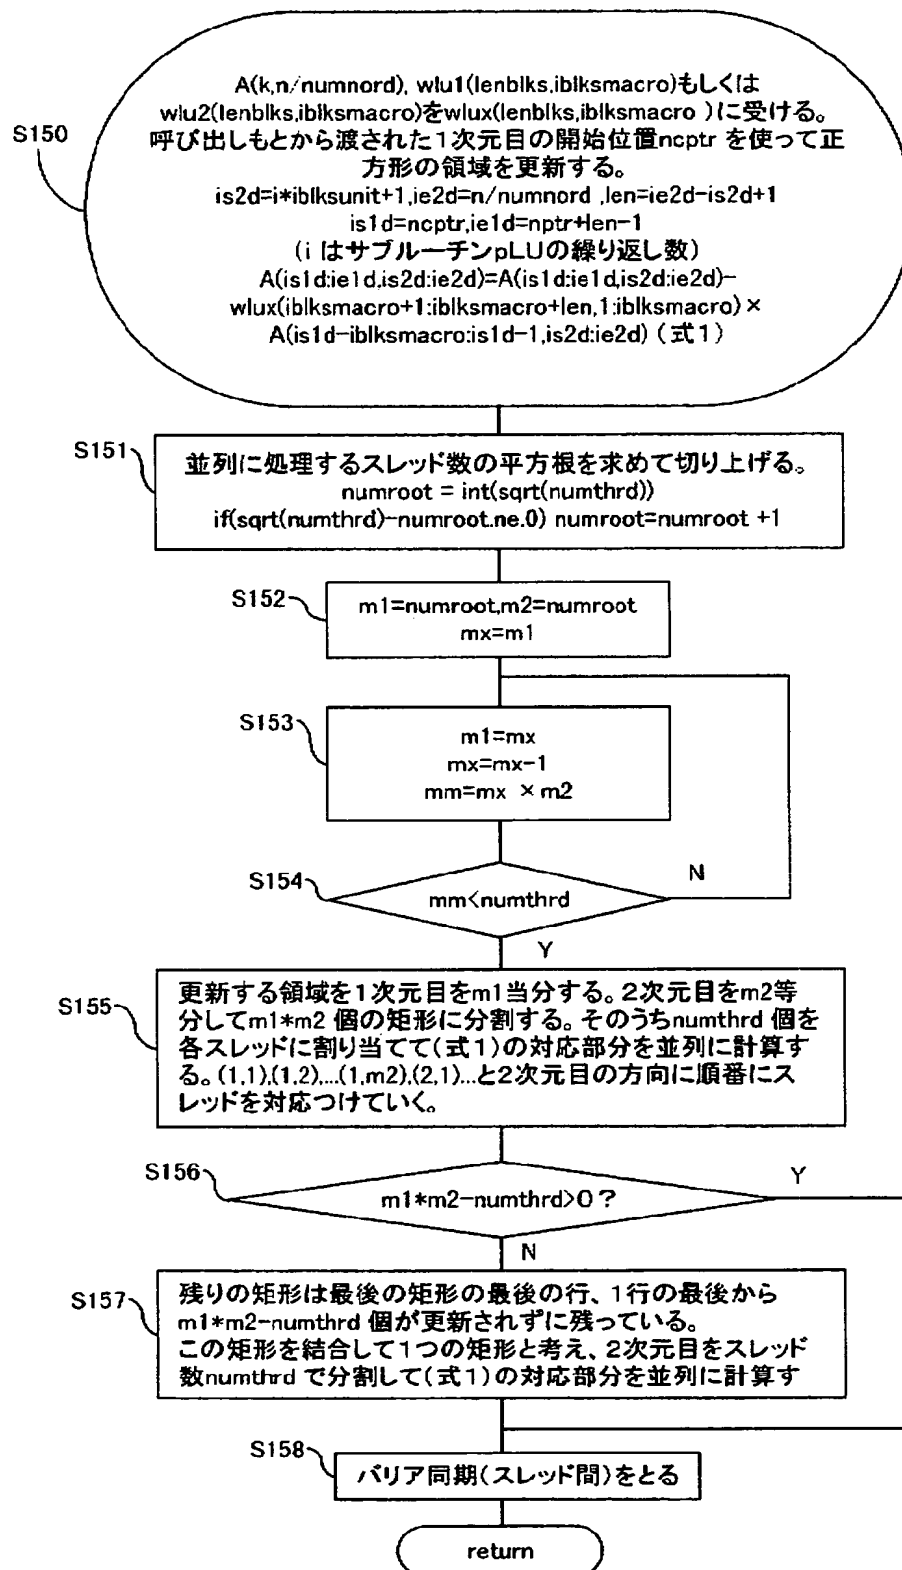 A(k,n/numnord), wlu1(lenblks,iblksmacro)もしくは
wlu2(lenblks,iblksmacro)をwlux(lenblks,iblksmacro )に受ける。
S150
呼び出しもとから渡された1次元目の開始位置ncptr を使って正
方形の領域を更新する。
is2d=i*iblksunit+1,ie2d=n/numnord ,len=ie2d-is2d+1
is1d=ncptr,ie1d=nptr+len-1
(i はサブルーチンpLUの繰り返し数)
A(is1d:ie1d,is2d:ie2d)=A(is1d:ie1d,is2d:ie2d)-
wlux(iblksmacro+1:iblksmacro+len,1:iblksmacro)×
A(is1d-iblksmacro:is1d-1,is2d:ie2d) (式1)
S151
並列に処理するスレッド数の平方根を求めて切り上げる。
numroot = int(sqrt(numthrd))
if(sqrt(numthrd)-numroot.ne.0) numroot=numroot +1
S152
m1=numroot,m2=numroot
mx=m1
S153
m1=mx
mx=mx-1
mm=mx ×m2
S154
mm<numthrd
N
Y
S155
更新する領域を1次元目をm1当分する。2次元目をm2等
分してm1*m2 個の矩形に分割する。そのうちnumthrd 個を
各スレッドに割り当てて(式1)の対応部分を並列に計算す
る。(1,1),(1,2),...(1,m2),(2,1)...と2次元目の方向に順番にス
レッドを対応つけていく。
S156
m1*m2-numthrd>0?
Y
N
S157
残りの矩形は最後の矩形の最後の行、1行の最後から
m1*m2-numthrd 個が更新されずに残っている。
この矩形を結合して1つの矩形と考え、2次元目をスレッド
数numthrd で分割して(式1)の対応部分を並列に計算す
S158
バリア同期(スレッド間)をとる
return